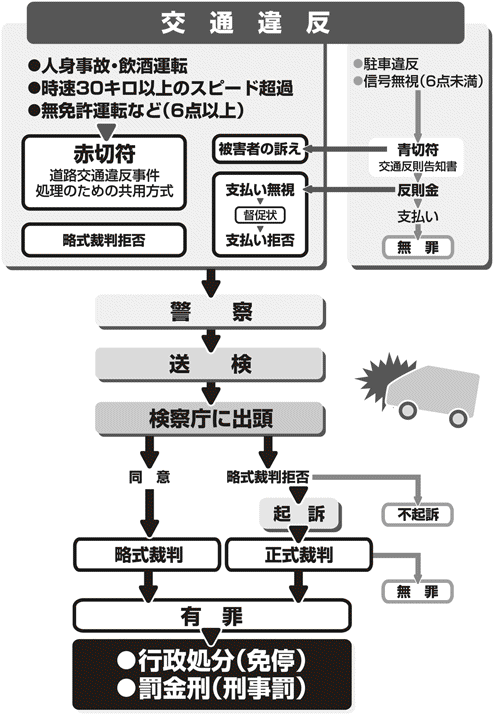 交通違反
●人身事故・飲酒運転
●時速30キロ以上のスピード超過
●無免許運転など(6点以上)
赤切符
道路交通違反事件
処理のための共用方式
略式裁判拒否
被害者の訴え
支払い無視
督促状
支払い拒否
●駐車違反
●信号無視(6点未満)
青切符
交通反則告知書
反則金
支払い
無罪
警察
送検
検察庁に出頭
同意
略式裁判拒否
起訴
不起訴
略式裁判
正式裁判
無罪
有罪
●行政処分(免停)
●罰金刑(刑事罰)